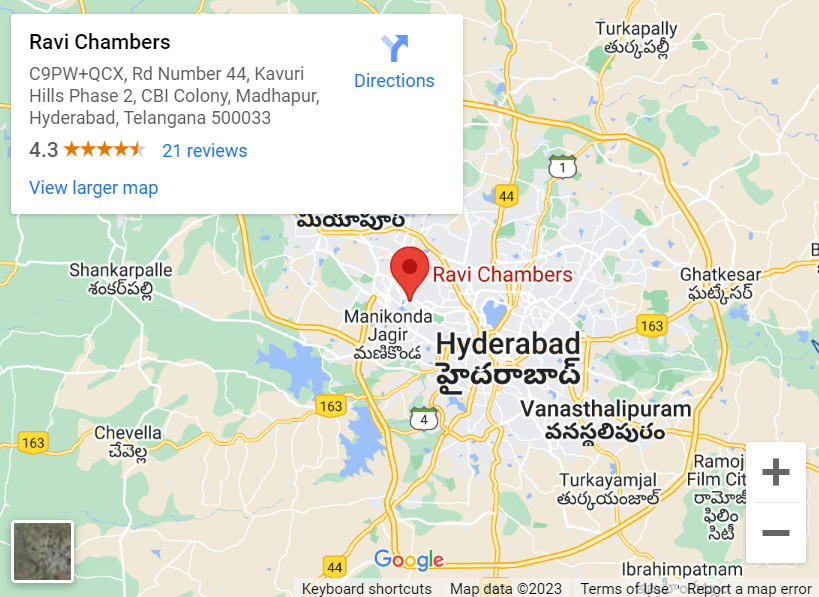 Ravi Chambers
C9PW+QCX, Rd Number 44, Kavuri
Hills Phase 2, CBI Colony, Madhapur,
Hyderabad, Telangana 500033
Directions
4.3
21 reviews
View larger map
Turkapally
తుర్కపల్లీ
1
44
మియాపూర్
Shankarpalle
శంకర్‌పల్లి
Ravi Chambers
Ghatkesar
ఘట్కేసర్
Manikonda
Jagir
మణికొండ
163
Hyderabad
హైదరాబాద్
163
4
Vanasthalipuram
వనస్థలిపురం
163
Chevella
చేవెళ్ల
Turkayamjal
తుర్కయంజాల్
Film Cit
ఫిలిం
సిటీ
44
Google
Ibrahimpatnam
Keyboard shortcuts
Map data ©2023
Terms of Use
Report a map error